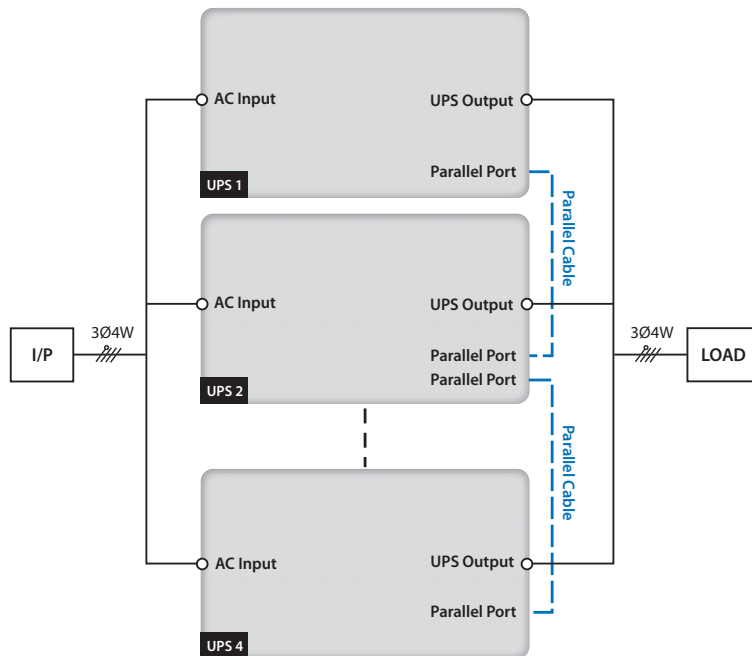 AC Input
UPS Output
Parallel Port
UPS 1
Parallel Cable
AC Input
UPS Output
3Ø4W
I/P
3Ø4W
LOAD
Parallel Port
Parallel Port
UPS 2
Parallel Cable
AC Input
UPS Output
Parallel Port
UPS 4